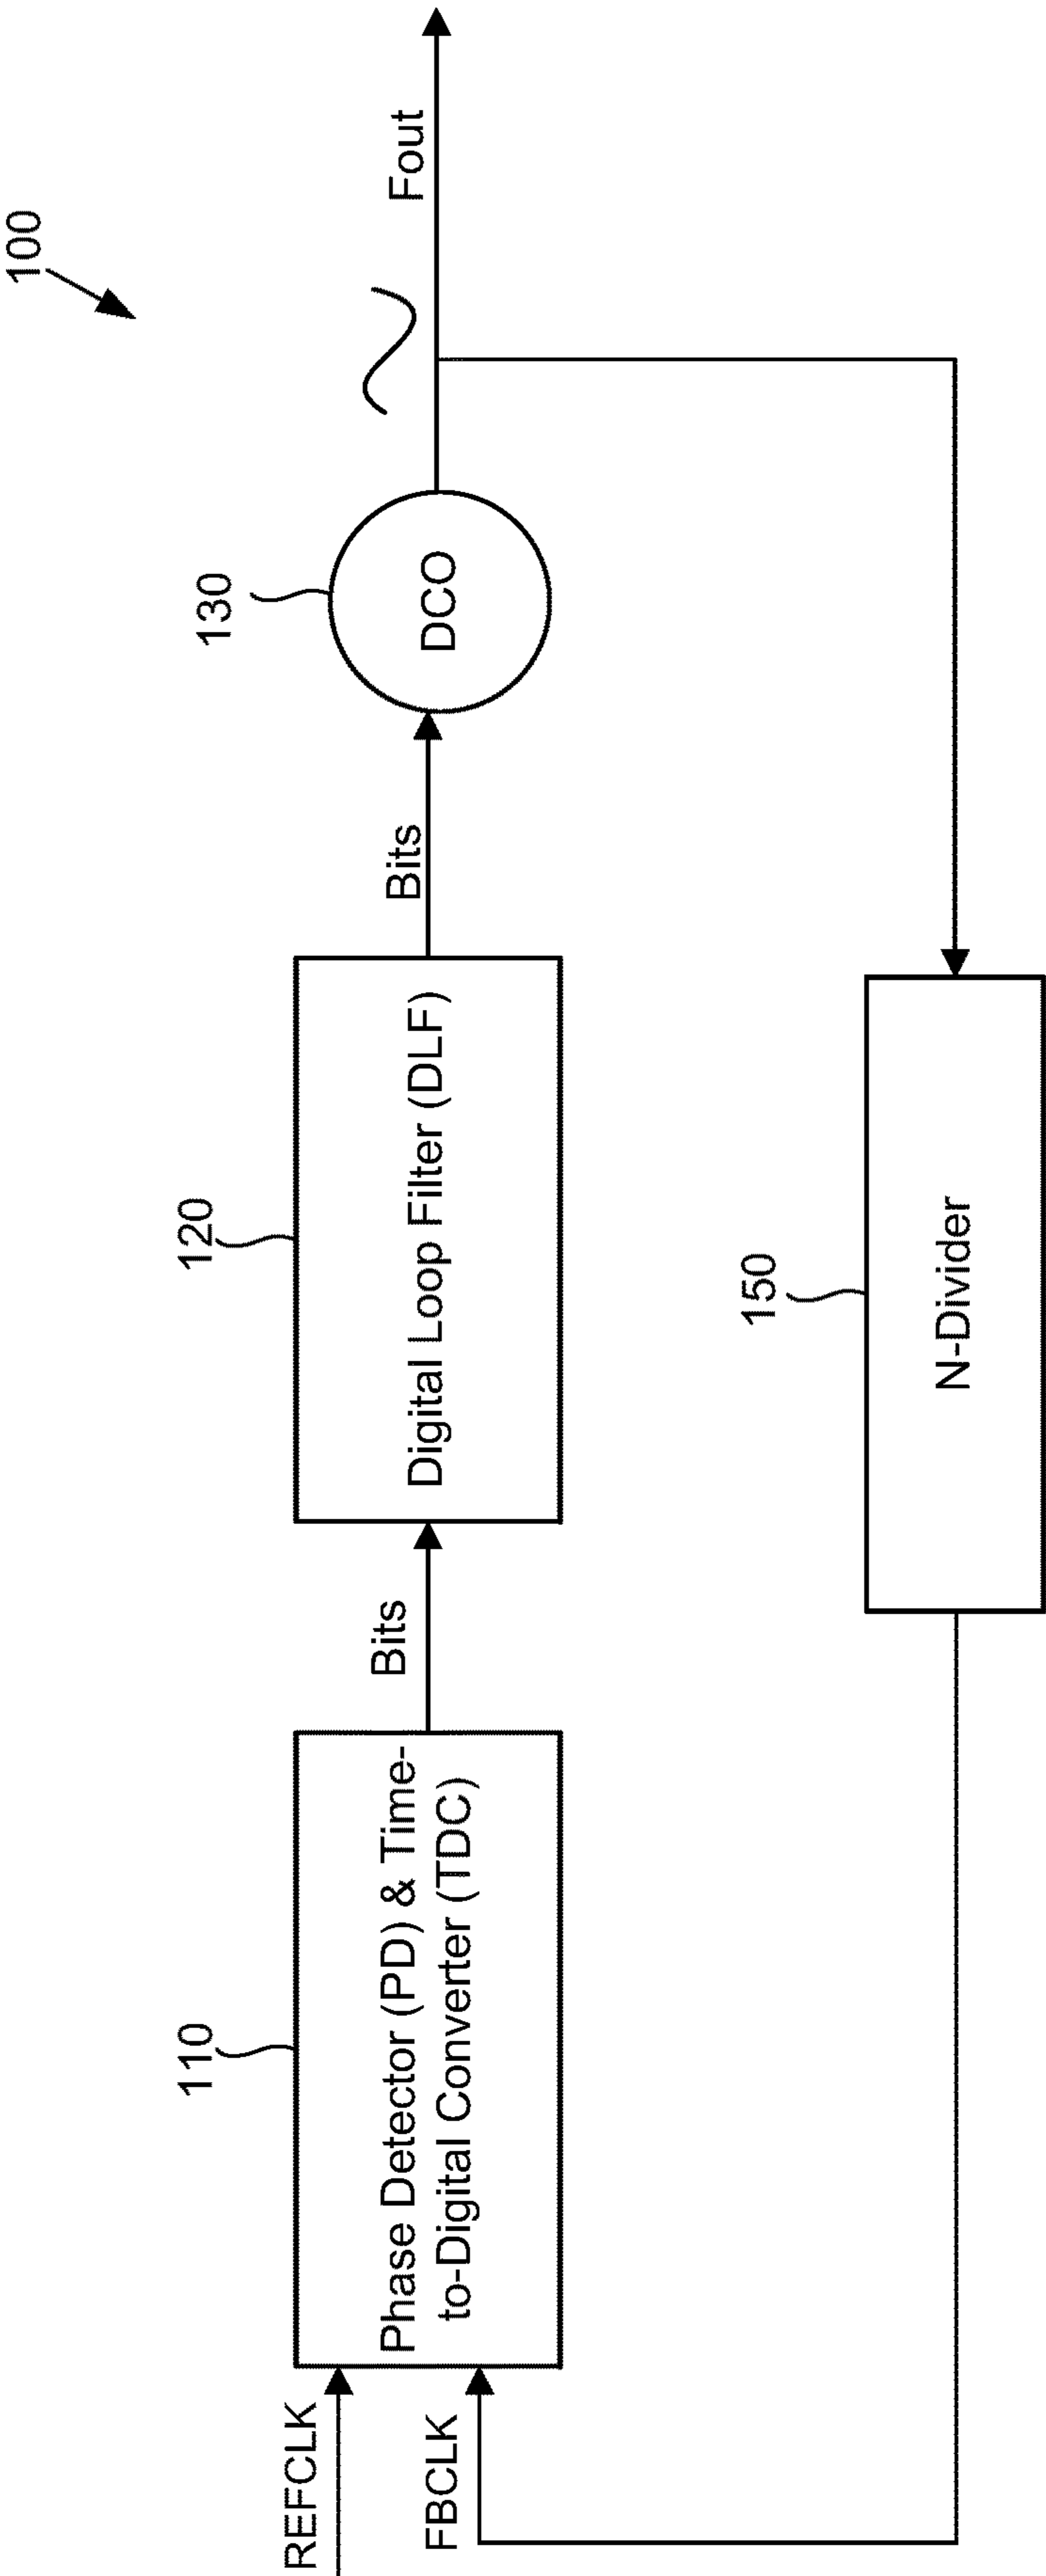 100
REFCLK
FBCLK
110
Phase Detector (PD) & Time-
to-Digital Converter (TDC)
Bits
120
Digital Loop Filter (DLF)
Bits
130
DCO
Fout
150
N-Divider